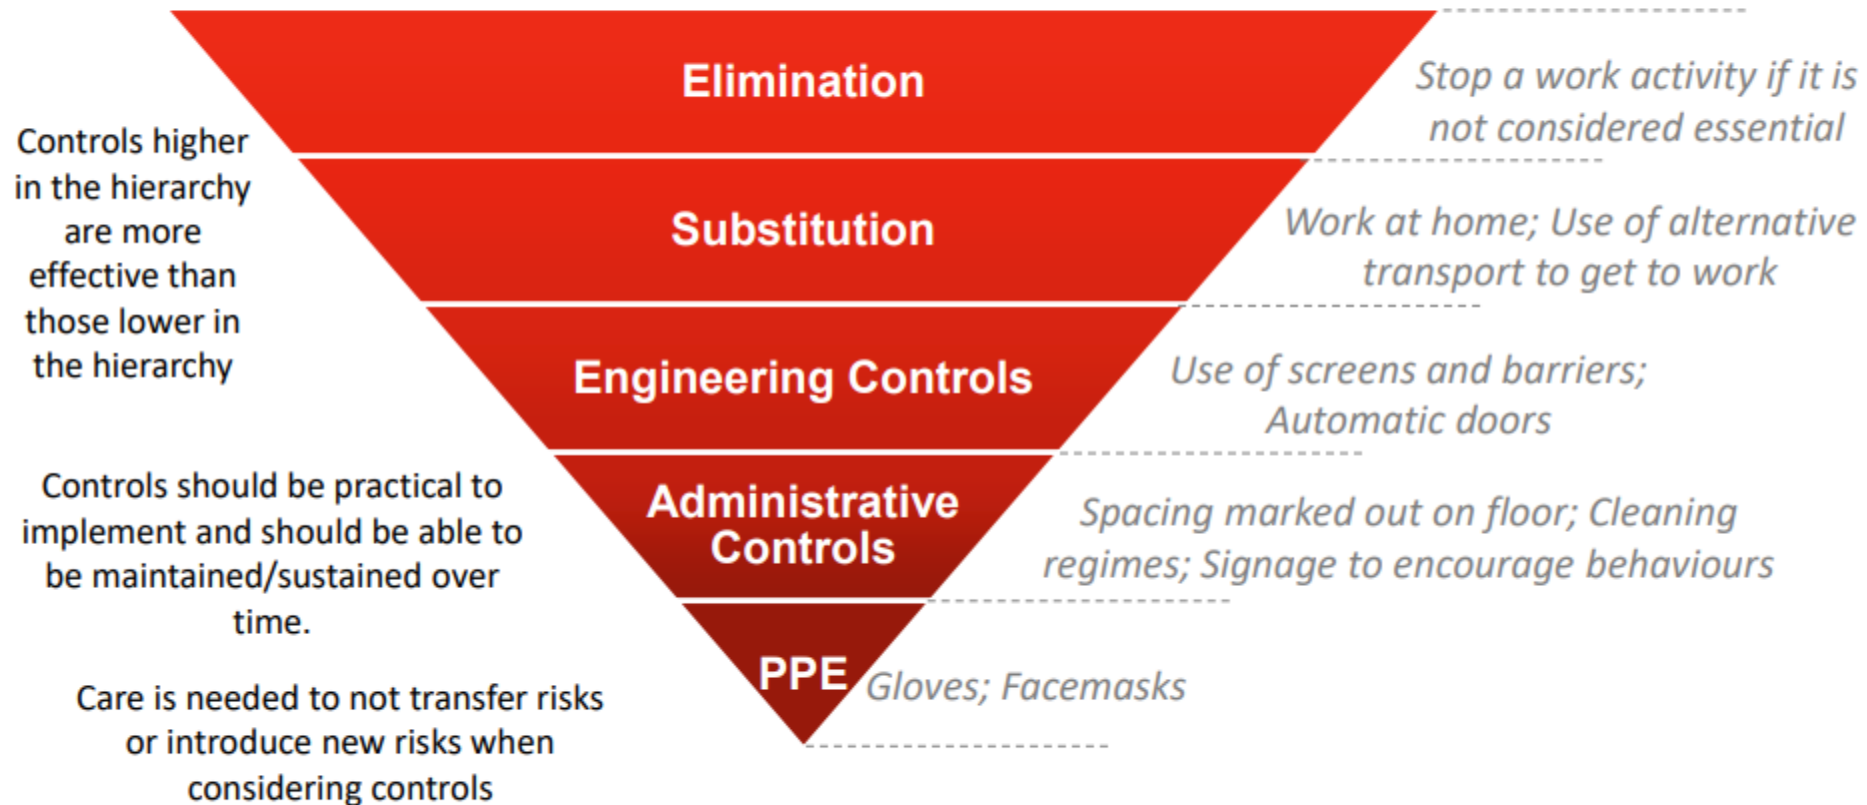 Elimination
Stop a work activity if it is
not considered essential
Controls higher
in the hierarchy
are more
effective than
those lower in
the hierarchy
Substitution
Work at home; Use of alternative
transport to get to work
Engineering Controls
Use of screens and barriers;
Automatic doors
Controls should be practical to
implement and should be able to
be maintained/sustained over
time.
Administrative
Controls
Spacing marked out on floor; Cleaning
regimes; Signage to encourage behaviours
PPE
Gloves; Facemasks
Care is needed to not transfer risks
or introduce new risks when
considering controls